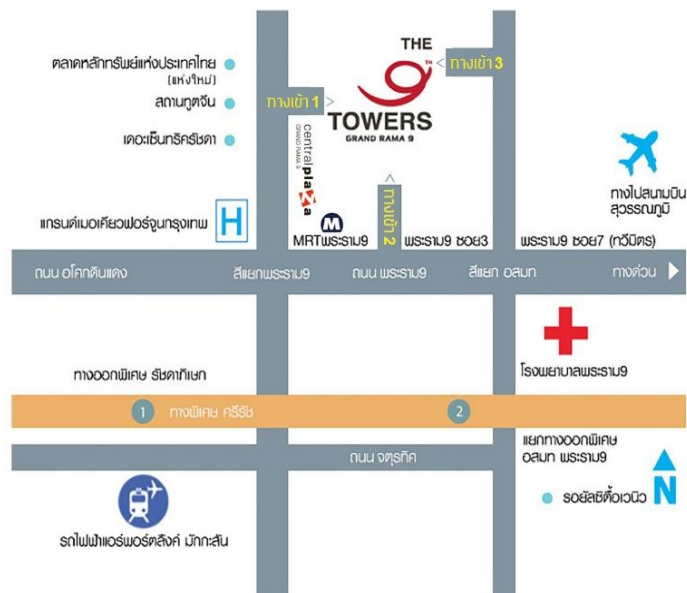 THE
9™
TOWERS
GRAND RAMA 9
ทางเข้า 3
ทางเข้า 1
ทางเข้า 2
ตลาดหลักทรัพย์แห่งประเทศไทย
(แห่งใหม่)
สถานทูตจีน
เดอะเซ็นทริครัชดา
centralplaza
GRAND RAMA 9
H
แกรนด์เมอเคียวฟอร์จูนกรุงเทพ
M
MRTพระราม9
พระราม9 ซอย3
พระราม9 ซอย7 (ทวีมิตร)
ทางไปสนามบิน
สุวรรณภูมิ
ถนน อโศกดินแดง
สี่แยกพระราม9
ถนน พระราม9
สี่แยก อสมท
ทางด่วน
โรงพยาบาลพระราม9
ทางออกพิเศษ รัชดาภิเษก
1
ทางพิเศษ ศรีรัช
2
แยกทางออกพิเศษ
อสมท พระราม9
ถนน จตุรทิศ
N
รอยัลซิตี้อเวนิว
รถไฟฟ้าแอร์พอร์ตลิงค์ มักกะสัน